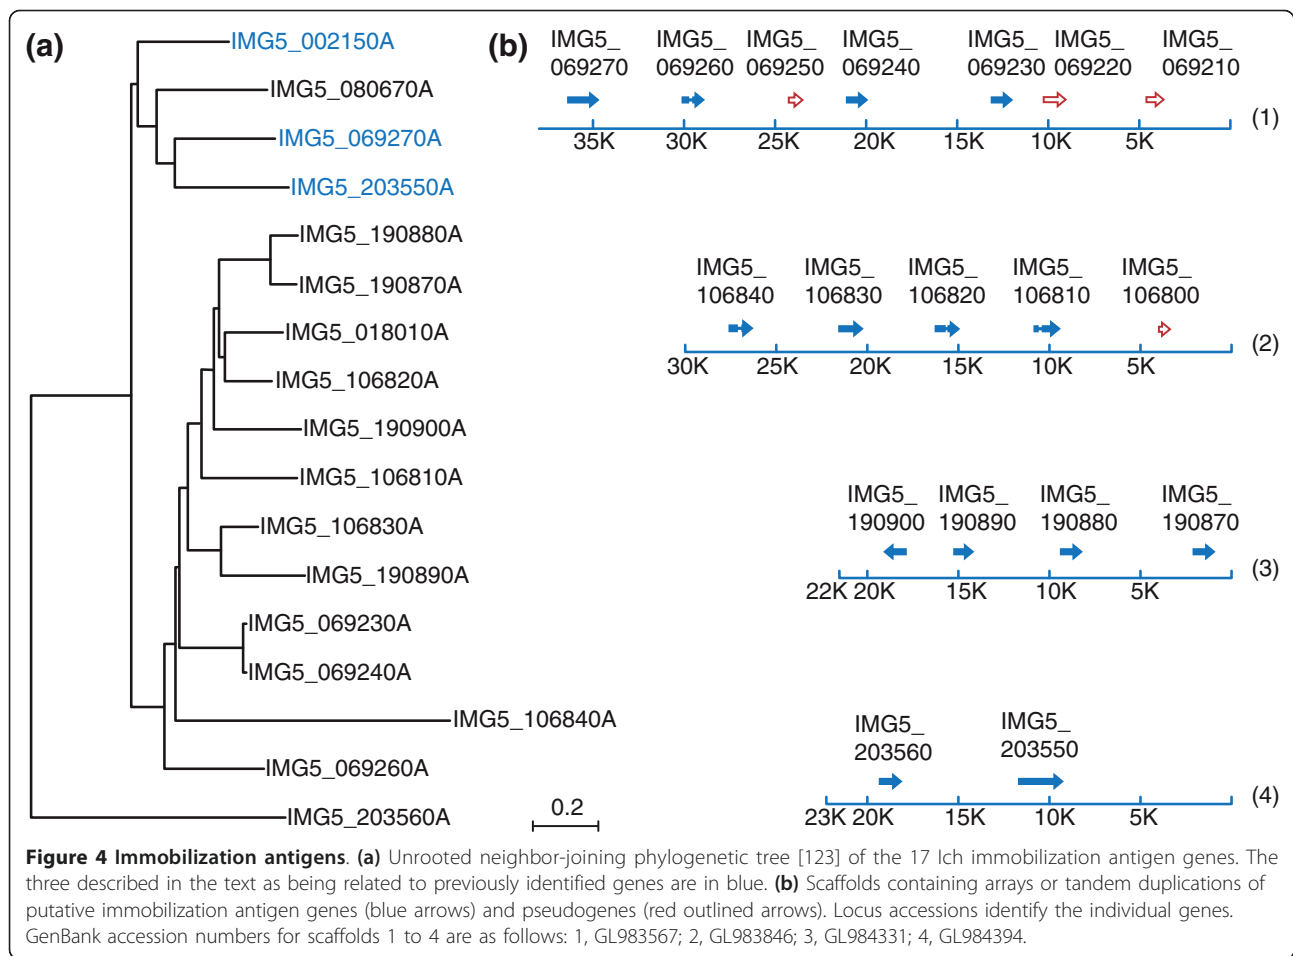 (a)
IMG5_002150A
IMG5_080670A
IMG5_069270A
IMG5_203550A
IMG5_190880A
IMG5_190870A
IMG5_018010A
IMG5_106820A
IMG5_190900A
IMG5_106810A
IMG5_106830A
IMG5_190890A
IMG5_069230A
IMG5_069240A
IMG5_106840A
IMG5_069260A
IMG5_203560A
0.2
(b)
IMG5_ IMG5_ IMG5_ IMG5_ IMG5_ IMG5_ IMG5_
069270 069260 069250 069240 069230 069220 069210
35K 30K 25K 20K 15K 10K 5K
(1)
IMG5_ IMG5_ IMG5_ IMG5_ IMG5_
106840 106830 106820 106810 106800
30K 25K 20K 15K 10K 5K
(2)
IMG5_ IMG5_ IMG5_ IMG5_
190900 190890 190880 190870
22K 20K 15K 10K 5K
(3)
IMG5_ IMG5_
203560 203550
23K 20K 15K 10K 5K
(4)
Figure 4 Immobilization antigens. (a) Unrooted neighbor-joining phylogenetic tree [123] of the 17 Ich immobilization antigen genes. The
three described in the text as being related to previously identified genes are in blue. (b) Scaffolds containing arrays or tandem duplications of
putative immobilization antigen genes (blue arrows) and pseudogenes (red outlined arrows). Locus accessions identify the individual genes.
GenBank accession numbers for scaffolds 1 to 4 are as follows: 1, GL983567; 2, GL983846; 3, GL984331; 4, GL984394.